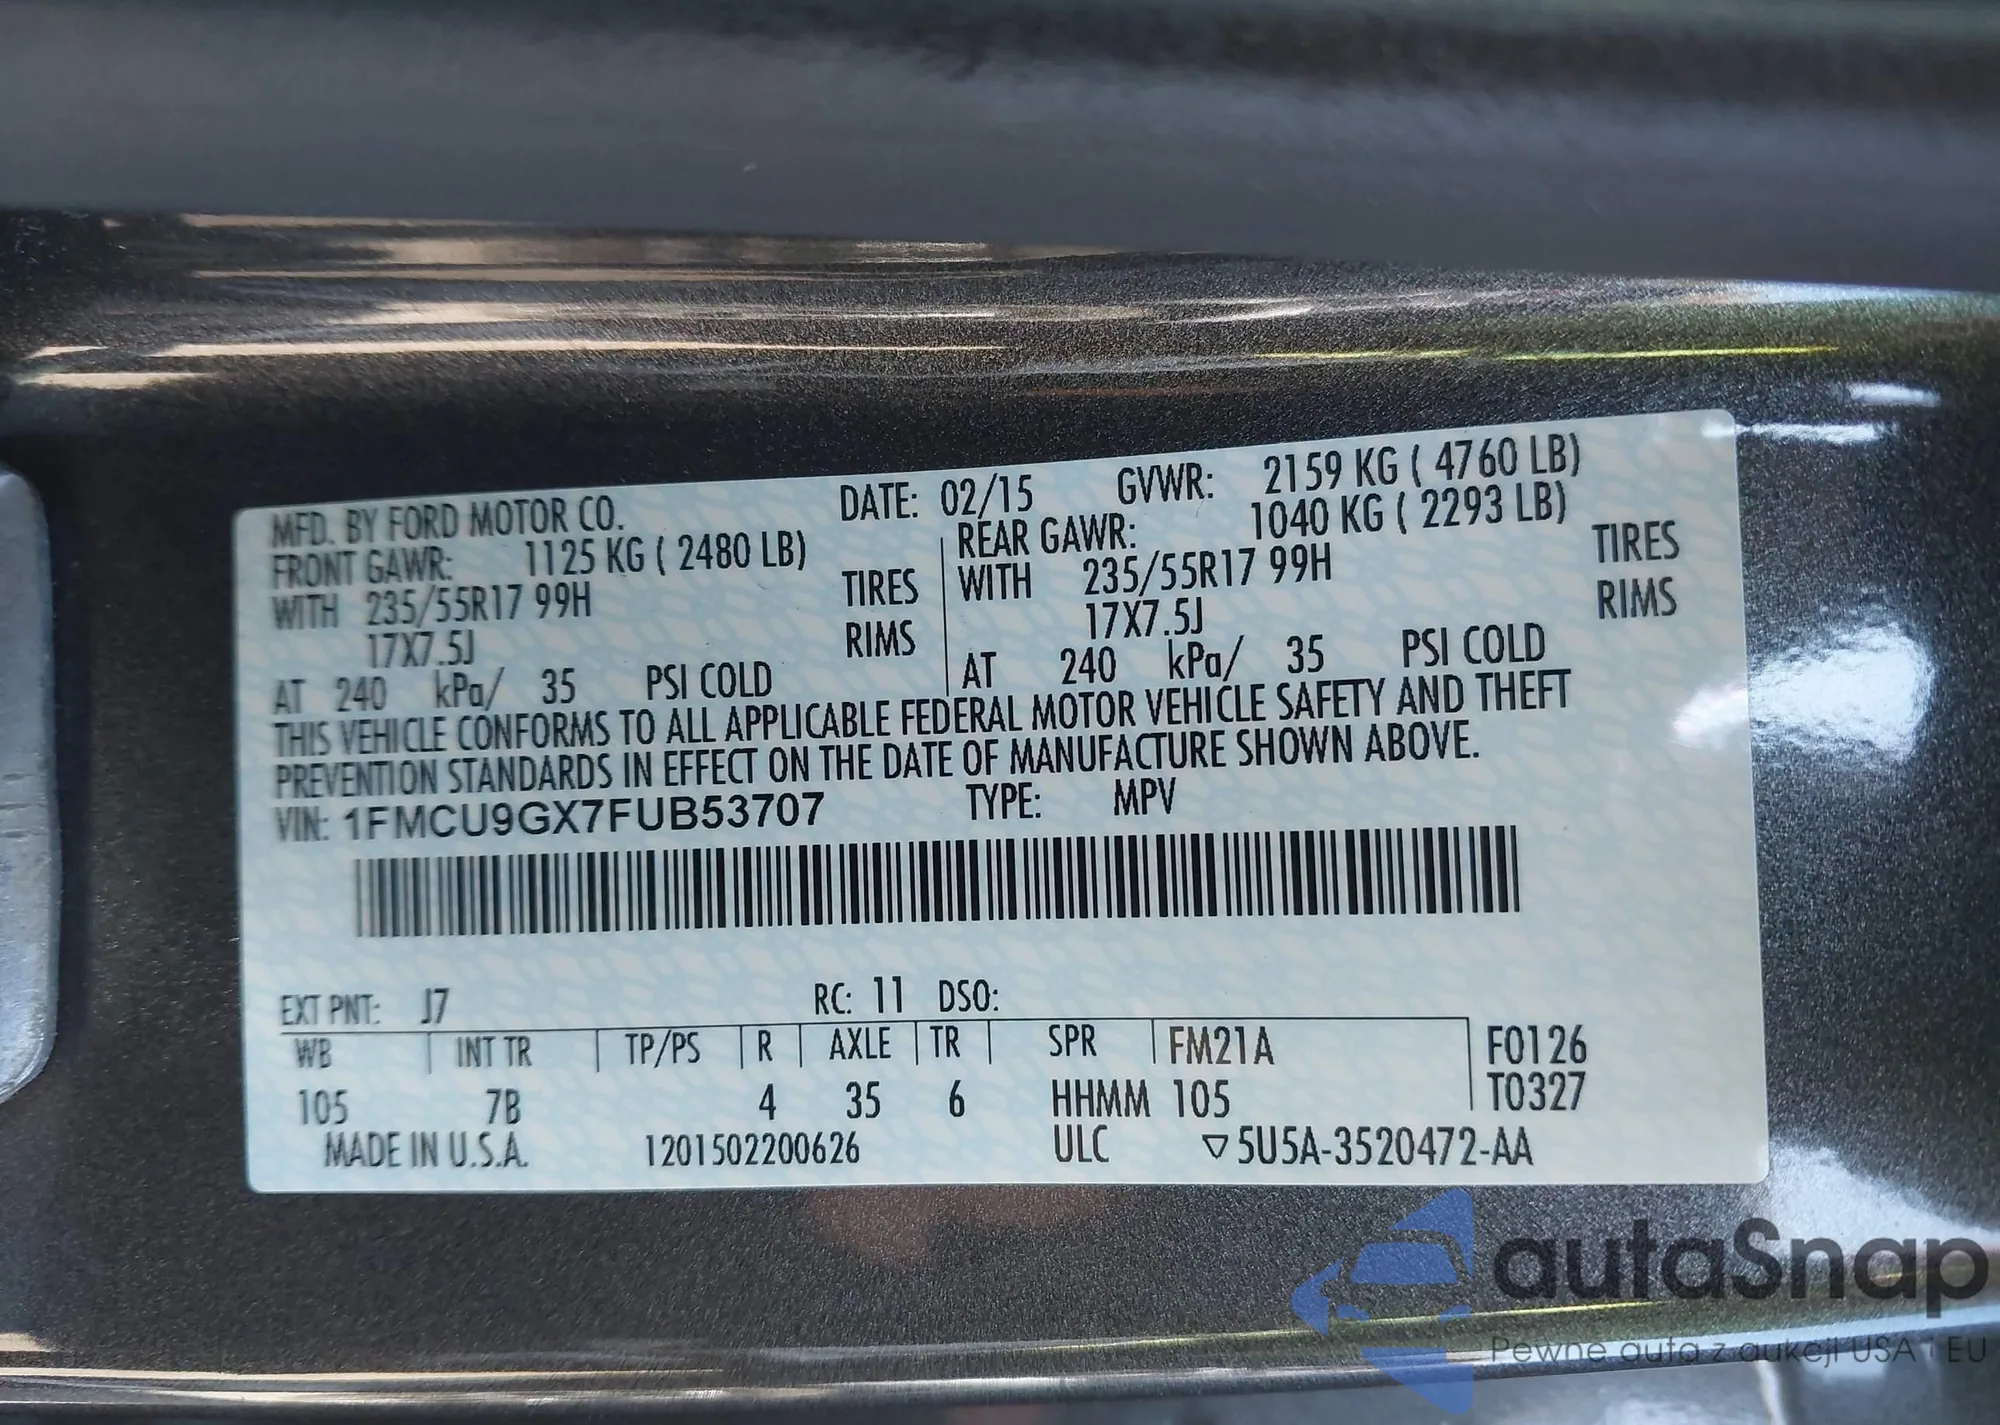 MFD. BY FORD MOTOR CO. DATE: 02/15 GVWR: 2159 KG ( 4760 LB)
FRONT GAWR: 1125 KG ( 2480 LB) REAR GAWR: 1040 KG ( 2293 LB)
WITH 235/55R17 99H TIRES WITH 235/55R17 99H TIRES
17X7.5J RIMS 17X7.5J RIMS
AT 240 kPa/ 35 PSI COLD AT 240 kPa/ 35 PSI COLD
THIS VEHICLE CONFORMS TO ALL APPLICABLE FEDERAL MOTOR VEHICLE SAFETY AND THEFT
PREVENTION STANDARDS IN EFFECT ON THE DATE OF MANUFACTURE SHOWN ABOVE.
VIN: 1FMCU9GX7FUB53707 TYPE: MPV
EXT PNT: J7 RC: 11 DSO:
WB INT TR TP/PS R AXLE TR SPR FM21A F0126
105 7B 4 35 6 HHMM 105 T0327
MADE IN U.S.A. 1201502200626 ULC ▽5U5A-3520472-AA
autaSnap
Pewne auta z aukcji USA i EU